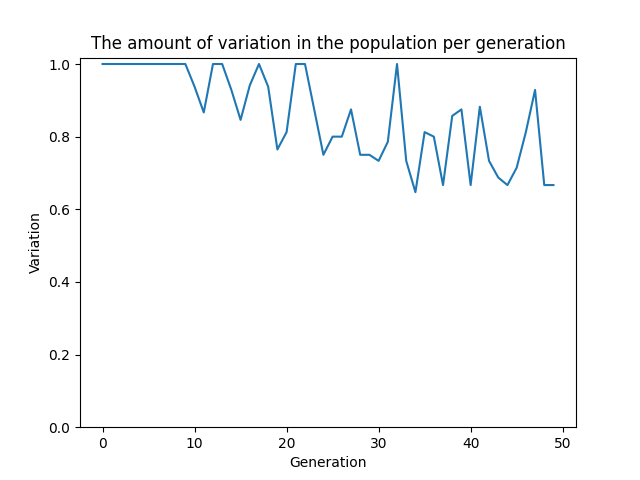 The amount of variation in the population per generation
1.0
0.8
0.6
0.4
0.2
0.0
Variation
0 10 20 30 40 50
Generation